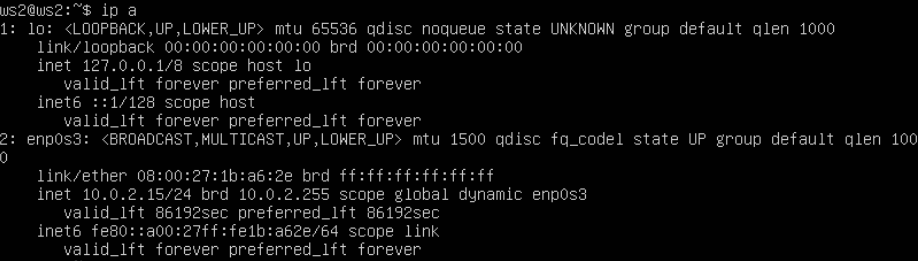 ws2@ws2:~$ ip a
1: lo: <LOOPBACK,UP,LOWER_UP> mtu 65536 qdisc noqueue state UNKNOWN group default qlen 1000
    link/loopback 00:00:00:00:00:00 brd 00:00:00:00:00:00
    inet 127.0.0.1/8 scope host lo
       valid_lft forever preferred_lft forever
    inet6 ::1/128 scope host
       valid_lft forever preferred_lft forever
2: enp0s3: <BROADCAST,MULTICAST,UP,LOWER_UP> mtu 1500 qdisc fq_codel state UP group default qlen 100
0
    link/ether 08:00:27:1b:a6:2e brd ff:ff:ff:ff:ff:ff
    inet 10.0.2.15/24 brd 10.0.2.255 scope global dynamic enp0s3
       valid_lft 86192sec preferred_lft 86192sec
    inet6 fe80::a00:27ff:fe1b:a62e/64 scope link
       valid_lft forever preferred_lft forever